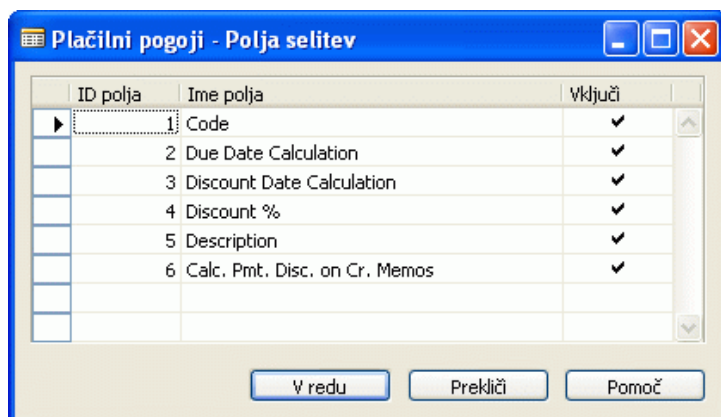 Plačilni pogoji - Polja selitev
ID polja Ime polja Vključi
1 Code
2 Due Date Calculation
3 Discount Date Calculation
4 Discount %
5 Description
6 Calc. Pmt. Disc. on Cr. Memos
V redu Prekliči Pomoč